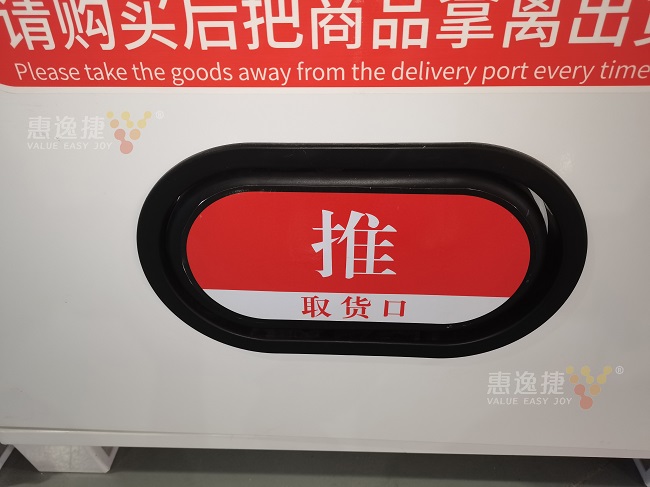 请购买后把商品拿离出
Please take the goods away from the delivery port every time
惠逸捷
VALUE EASY JOY
推
取货口
惠逸捷®
VALUE EASY JOY